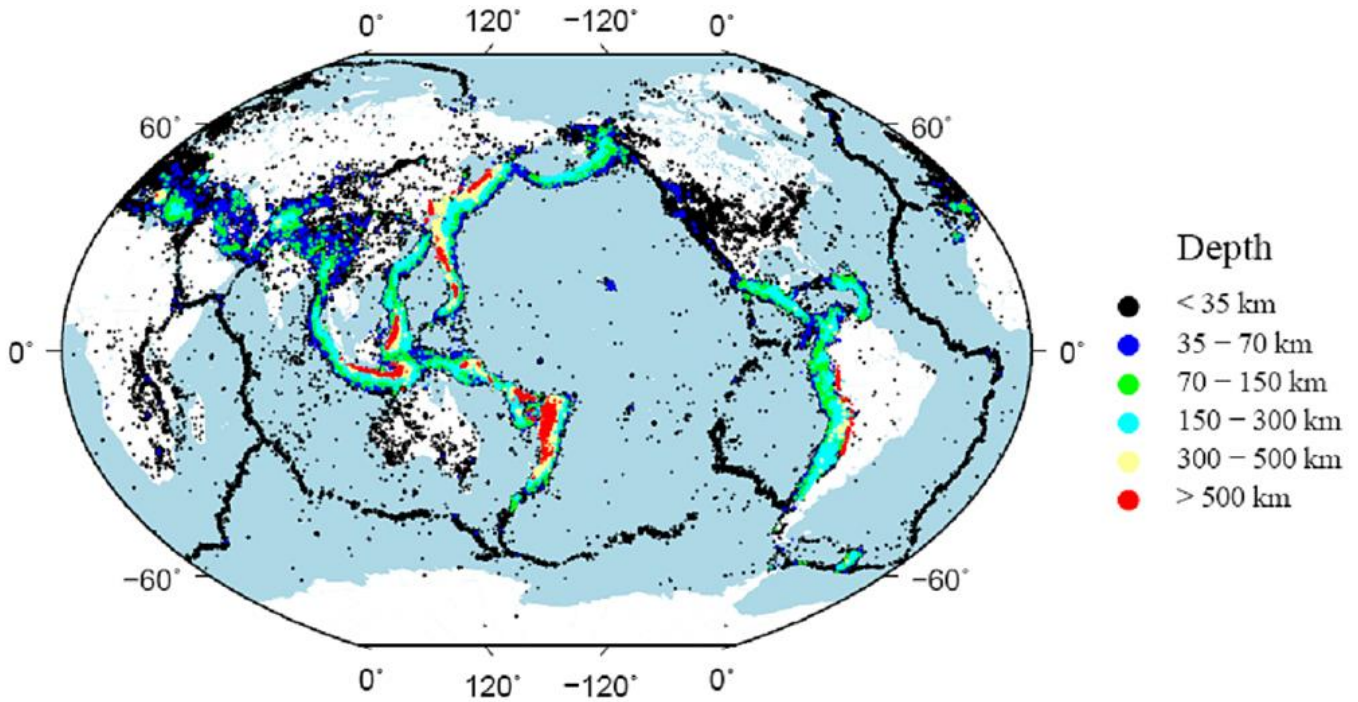 0° 120° −120° 0°
60° 60°
0° 0°
−60° −60°
0° 120° −120° 0°
Depth
< 35 km
35 − 70 km
70 − 150 km
150 − 300 km
300 − 500 km
> 500 km